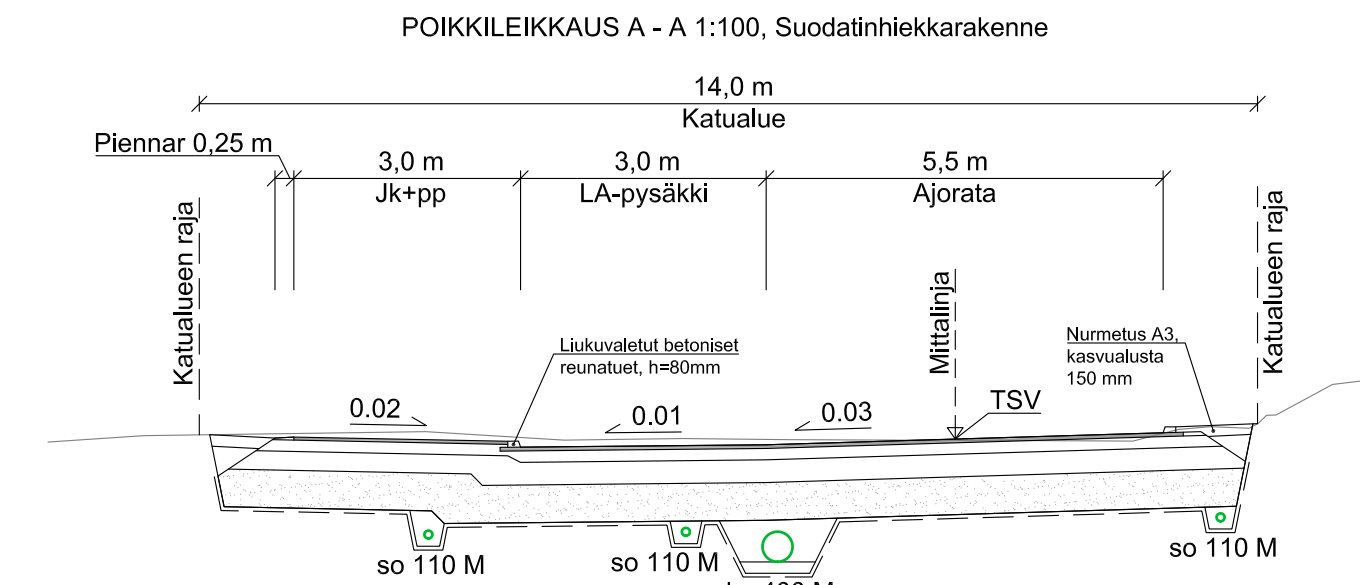 POIKKILEIKKAUS A - A 1:100, Suodatinhiekkarakenne
14,0 m
Katualue
Piennar 0,25 m
3,0 m
Jk+pp
3,0 m
LA-pysäkki
5,5 m
Ajorata
Katualueen raja
Katualueen raja
Mittalinja
Liukuvaletut betoniset
reunatuet, h=80mm
Nurmetus A3,
kasvualusta
150 mm
0.02
0.01
0.03
TSV
so 110 M
so 110 M
so 110 M